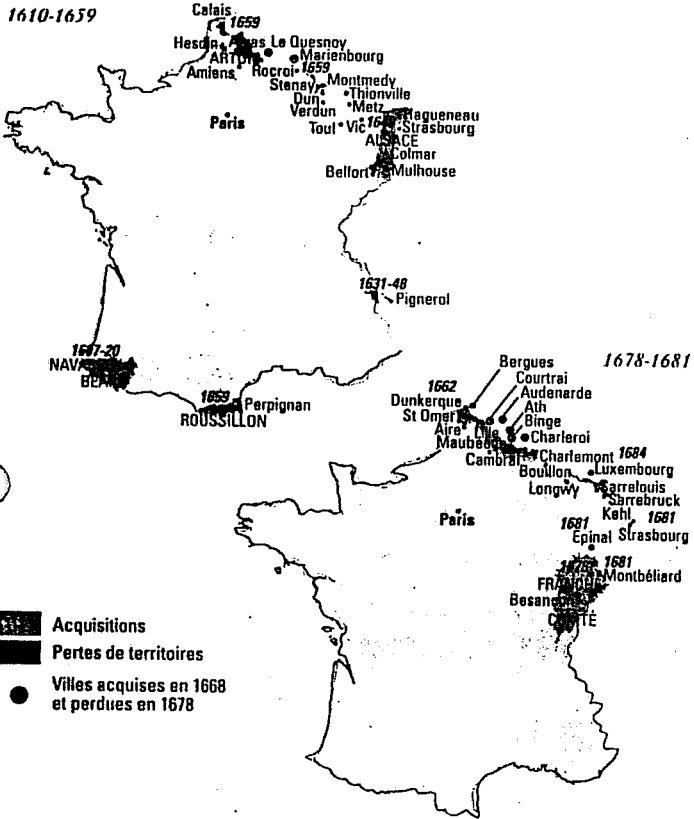 1610-1659
Calais
1659
Hesdin
Arras
Le Quesnoy
ARTOIS
Marienbourg
Amiens
Rocroi
1659
Stenay
Montmedy
Dun
Thionville
Verdun
Metz
Paris
Toul
Vic
Hagueneau
Strasbourg
ALSACE
Colmar
Belfort
Mulhouse
1631-48
Pignerol
1607-20
1659
Perpignan
ROUSSILLON
1678-1681
Bergues
1662
Courtrai
Dunkerque
Audenarde
St Omer
Ath
Aire
Lille
Binge
Maubeuge
Charleroi
Cambrai
Charlemont
1684
Bouillon
Luxembourg
Longwy
Sarrelouis
Sarrebruck
Paris
Kehl
1681
1681
Strasbourg
Epinal
1678
1681
FRANCHE
Montbéliard
Besançon
COMTÉ
Acquisitions
Pertes de territoires
Villes acquises en 1668
et perdues en 1678